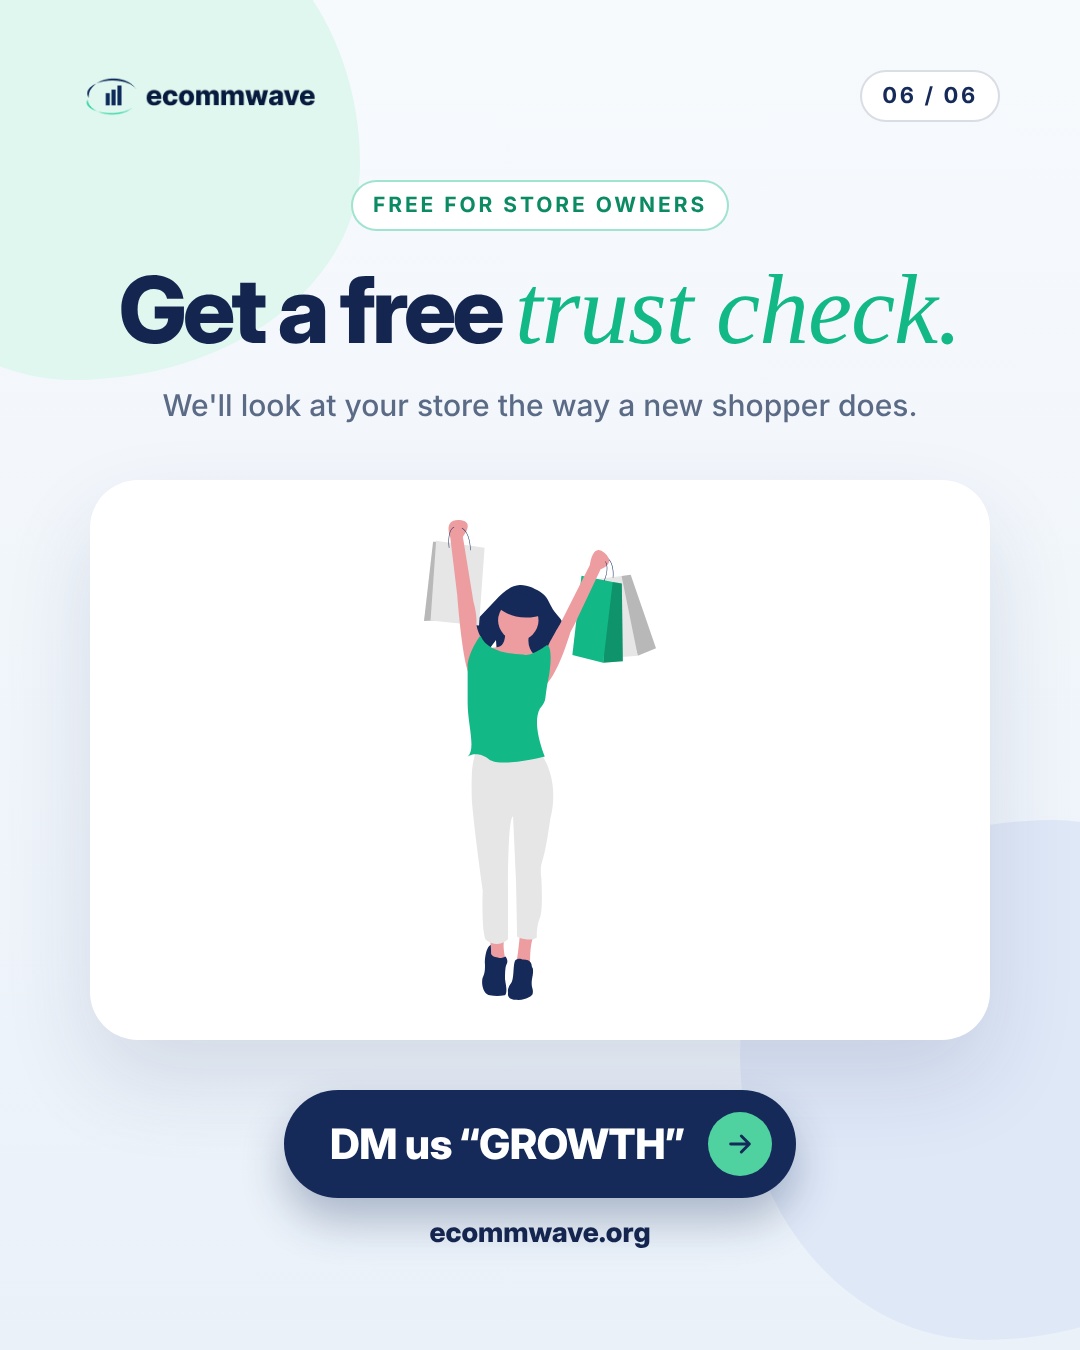 ecommwave
06 / 06
FREE FOR STORE OWNERS
Get a free trust check.
We'll look at your store the way a new shopper does.
DM us “GROWTH”
ecommwave.org